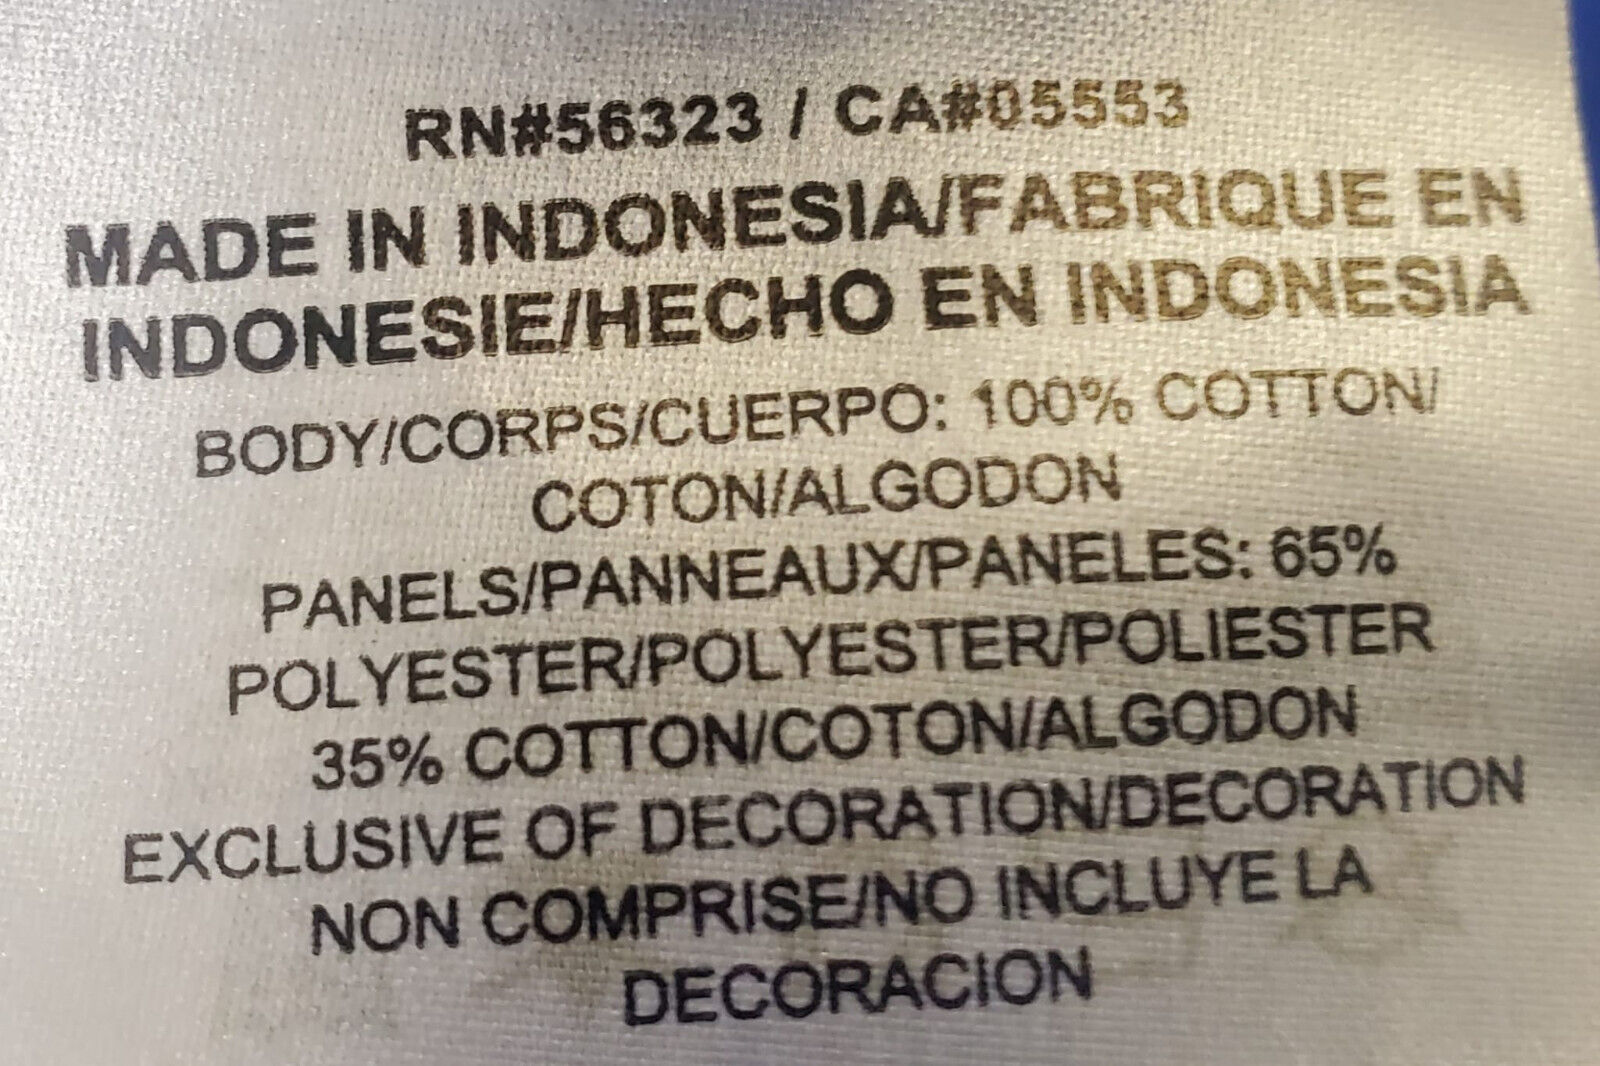 RN#56323 / CA#05553
MADE IN INDONESIA/FABRIQUE EN
INDONESIE/HECHO EN INDONESIA
BODY/CORPS/CUERPO: 100% COTTON/
COTON/ALGODON
PANELS/PANNEAUX/PANELES: 65%
POLYESTER/POLYESTER/POLIESTER
35% COTTON/COTON/ALGODON
EXCLUSIVE OF DECORATION/DECORATION
NON COMPRISE/NO INCLUYE LA
DECORACION